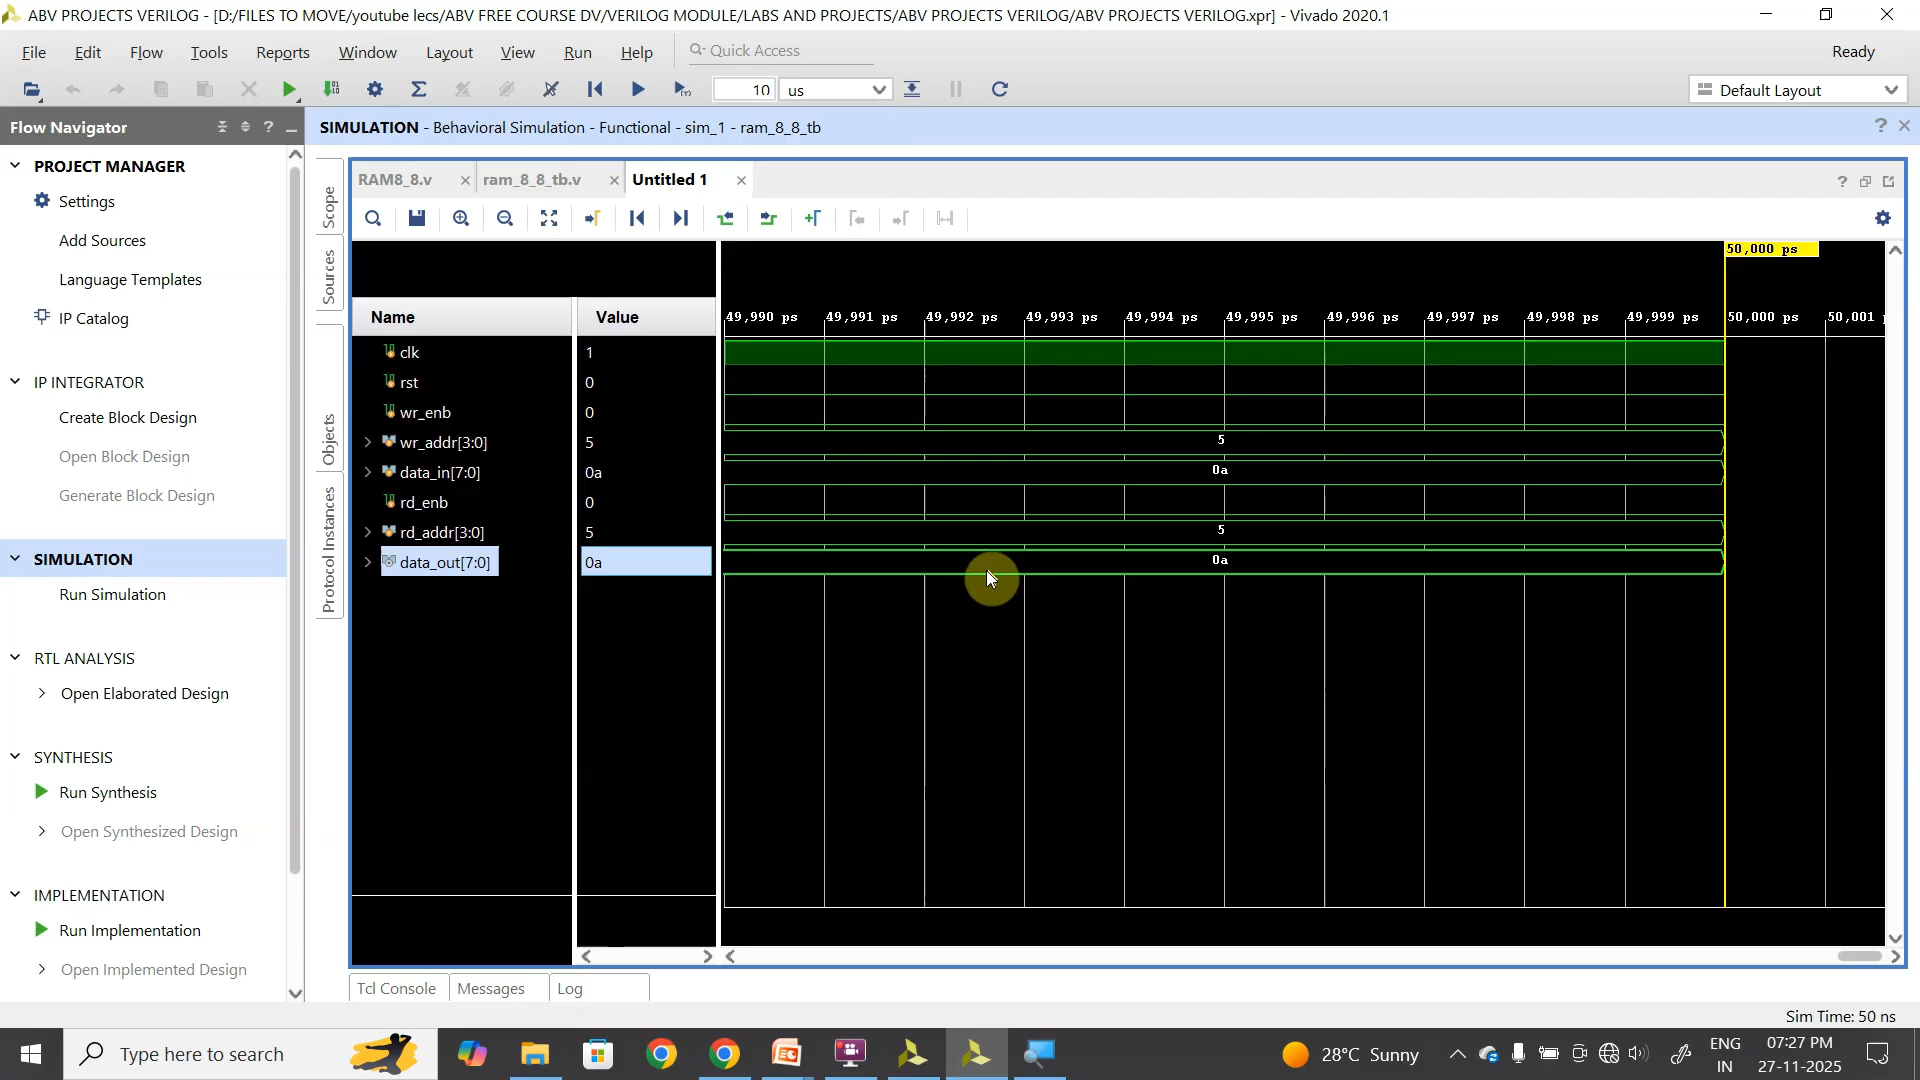 ABV PROJECTS VERILOG - [D:/FILES TO MOVE/youtube lecs/ABV FREE COURSE DV/VERILOG MODULE/LABS AND PROJECTS/ABV PROJECTS VERILOG/ABV PROJECTS VERILOG.xpr] - Vivado 2020.1
File Edit Flow Tools Reports Window Layout View Run Help Quick Access Ready
10 us Default Layout
Flow Navigator ? SIMULATION - Behavioral Simulation - Functional - sim_1 - ram_8_8_tb ?
PROJECT MANAGER
Settings
Add Sources
Language Templates
IP Catalog
IP INTEGRATOR
Create Block Design
Open Block Design
Generate Block Design
SIMULATION
Run Simulation
RTL ANALYSIS
Open Elaborated Design
SYNTHESIS
Run Synthesis
Open Synthesized Design
IMPLEMENTATION
Run Implementation
Open Implemented Design
Scope
Sources
Objects
Protocol Instances
RAM8_8.v ram_8_8_tb.v Untitled 1 ?
50,000 ps
Name Value
49,990 ps 49,991 ps 49,992 ps 49,993 ps 49,994 ps 49,995 ps 49,996 ps 49,997 ps 49,998 ps 49,999 ps 50,000 ps 50,001
clk 1
rst 0
wr_enb 0
wr_addr[3:0] 5 5
data_in[7:0] 0a 0a
rd_enb 0
rd_addr[3:0] 5 5
data_out[7:0] 0a 0a
Tcl Console Messages Log
Sim Time: 50 ns
Type here to search
28°C Sunny
ENG
IN
07:27 PM
27-11-2025